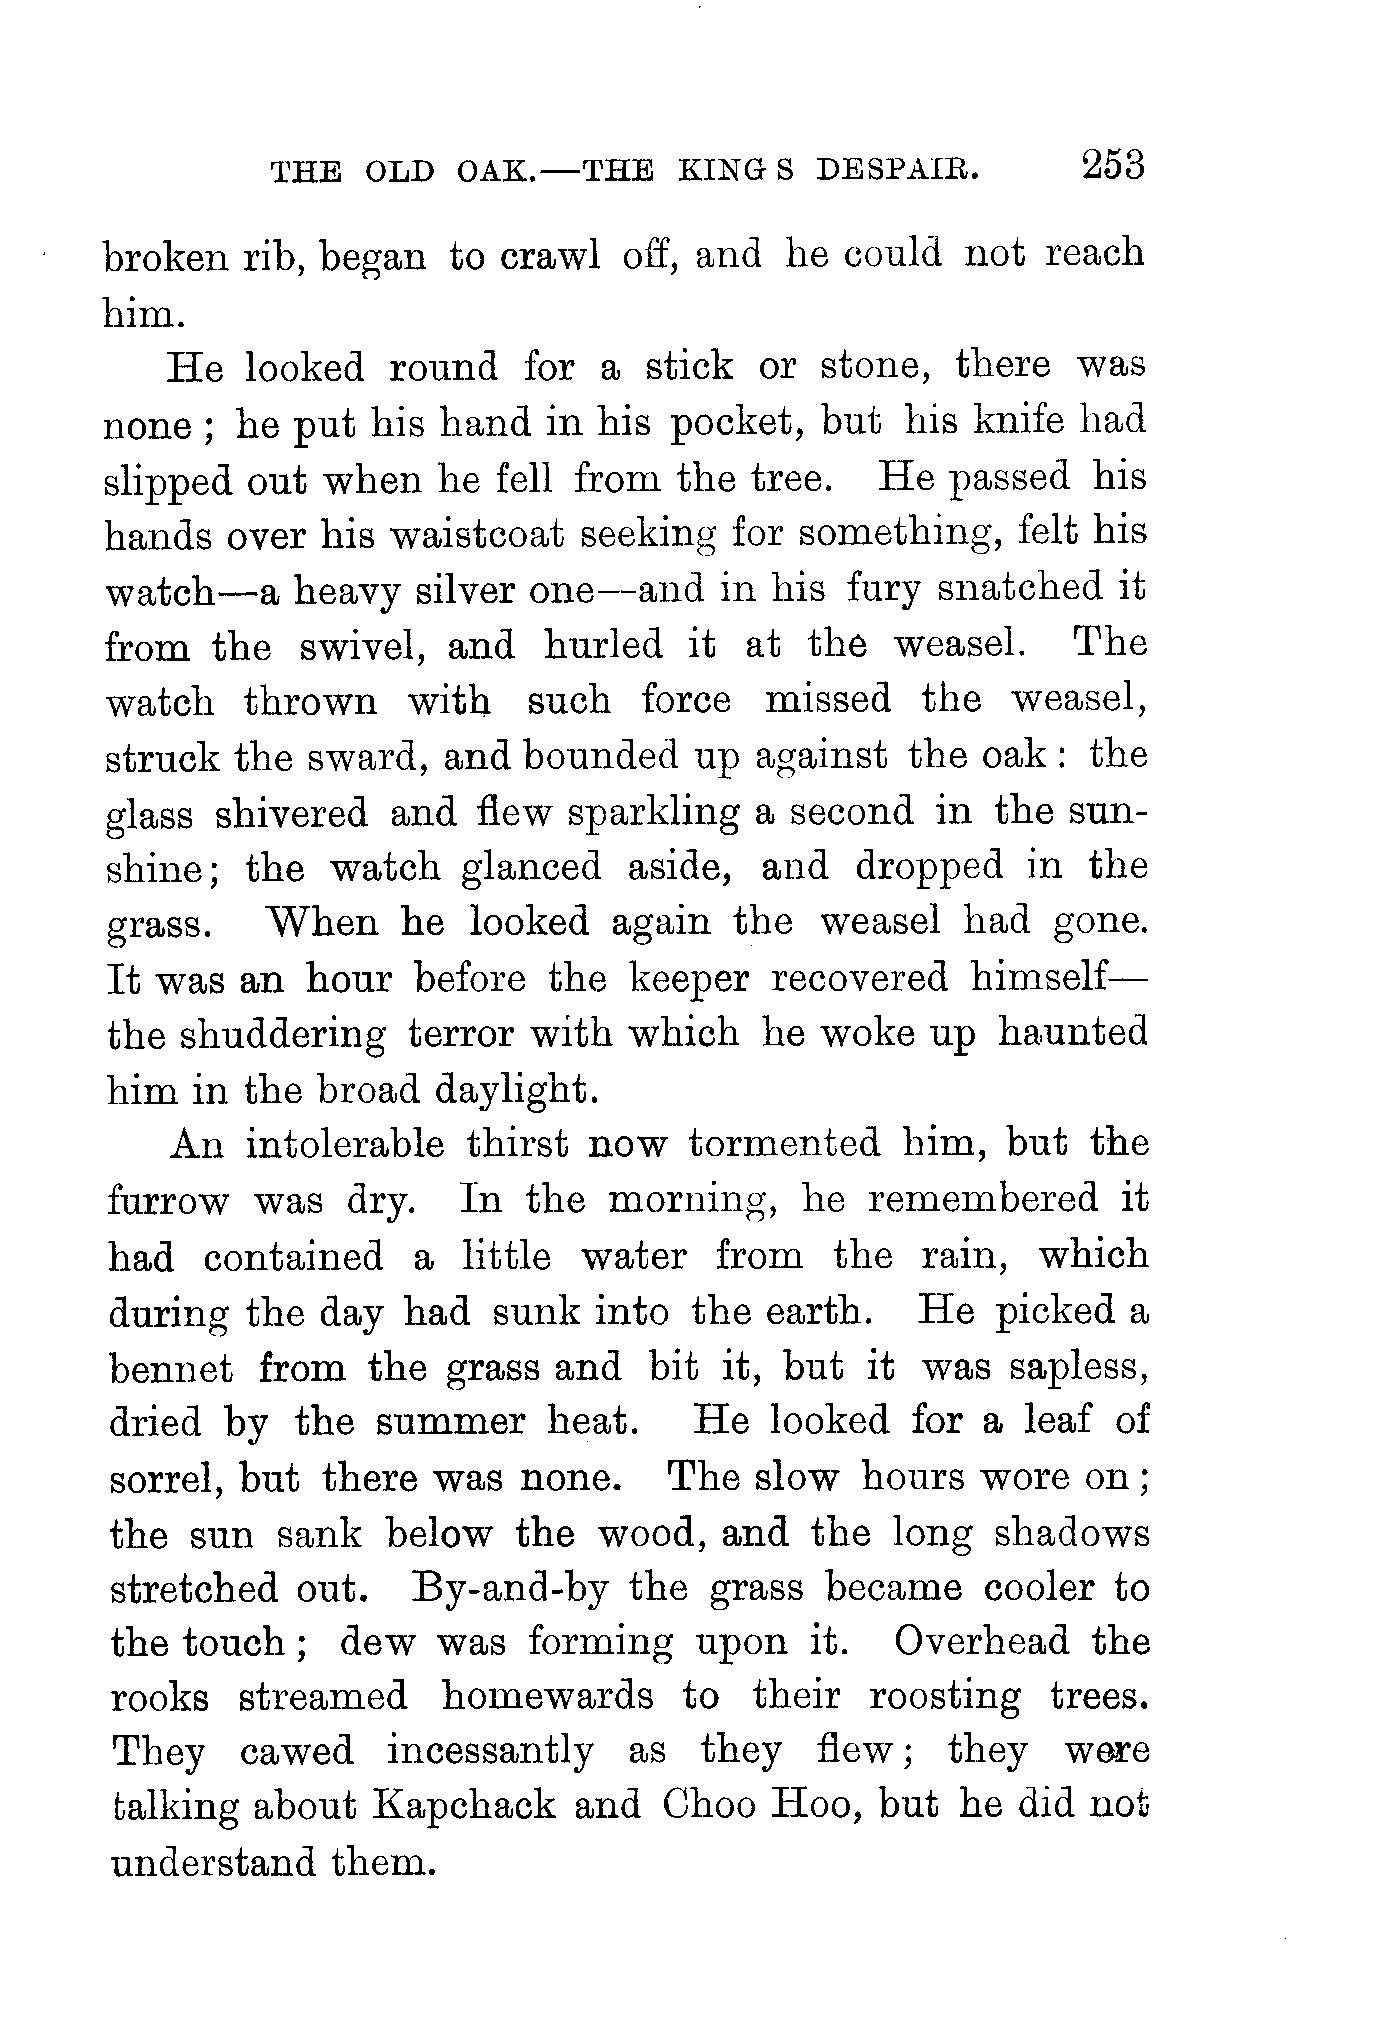 THE OLD OAK.—THE KING S DESPAIR. 253
broken rib, began to crawl off, and he could not reach
him.
He looked round for a stick or stone, there was
none ; he put his hand in his pocket, but his knife had
slipped out when he fell from the tree. He passed his
hands over his waistcoat seeking for something, felt his
watch—a heavy silver one—and in his fury snatched it
from the swivel, and hurled it at the weasel. The
watch thrown with such force missed the weasel,
struck the sward, and bounded up against the oak : the
glass shivered and flew sparkling a second in the sun-
shine; the watch glanced aside, and dropped in the
grass. When he looked again the weasel had gone.
It was an hour before the keeper recovered himself—
the shuddering terror with which he woke up haunted
him in the broad daylight.
An intolerable thirst now tormented him, but the
furrow was dry. In the morning, he remembered it
had contained a little water from the rain, which
during the day had sunk into the earth. He picked a
bennet from the grass and bit it, but it was sapless,
dried by the summer heat. He looked for a leaf of
sorrel, but there was none. The slow hours wore on ;
the sun sank below the wood, and the long shadows
stretched out. By-and-by the grass became cooler to
the touch ; dew was forming upon it. Overhead the
rooks streamed homewards to their roosting trees.
They cawed incessantly as they flew ; they were
talking about Kapchack and Choo Hoo, but he did not
understand them.